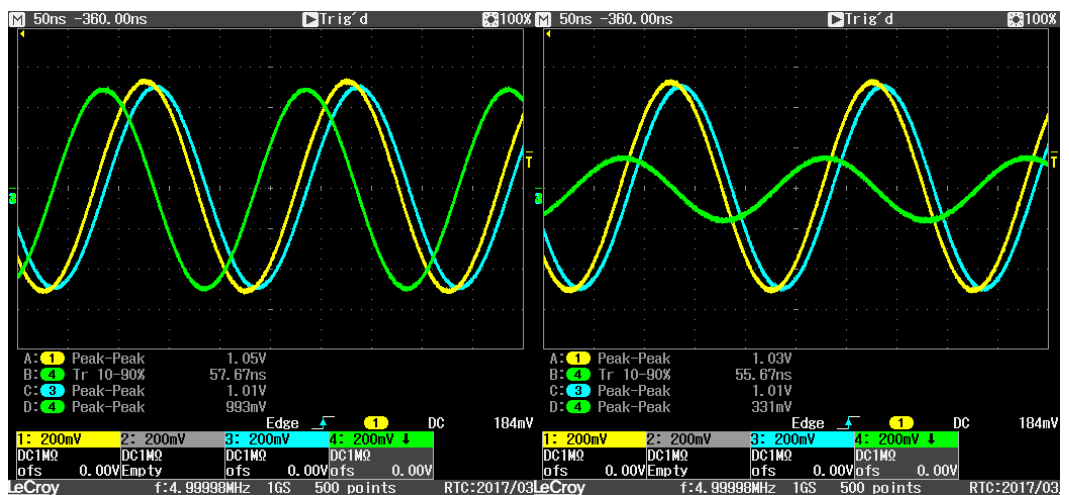 M 50ns -360.00ns Trig´d 100%
T
A: 1 Peak-Peak 1.05V
B: 4 Tr 10-90% 57.67ns
C: 3 Peak-Peak 1.01V
D: 4 Peak-Peak 993mV
Edge 1 DC 184mV
1: 200mV 2: 200mV 3: 200mV 4: 200mV
DC1MΩ DC1MΩ DC1MΩ DC1MΩ
ofs 0.00V Empty ofs 0.00V ofs 0.00V
LeCroy f:4.99998MHz 1GS 500 points RTC:2017/03
M 50ns -360.00ns Trig´d 100%
T
A: 1 Peak-Peak 1.03V
B: 4 Tr 10-90% 55.67ns
C: 3 Peak-Peak 1.01V
D: 4 Peak-Peak 331mV
Edge 1 DC 184mV
1: 200mV 2: 200mV 3: 200mV 4: 200mV
DC1MΩ DC1MΩ DC1MΩ DC1MΩ
ofs 0.00V Empty ofs 0.00V ofs 0.00V
LeCroy f:4.99998MHz 1GS 500 points RTC:2017/03